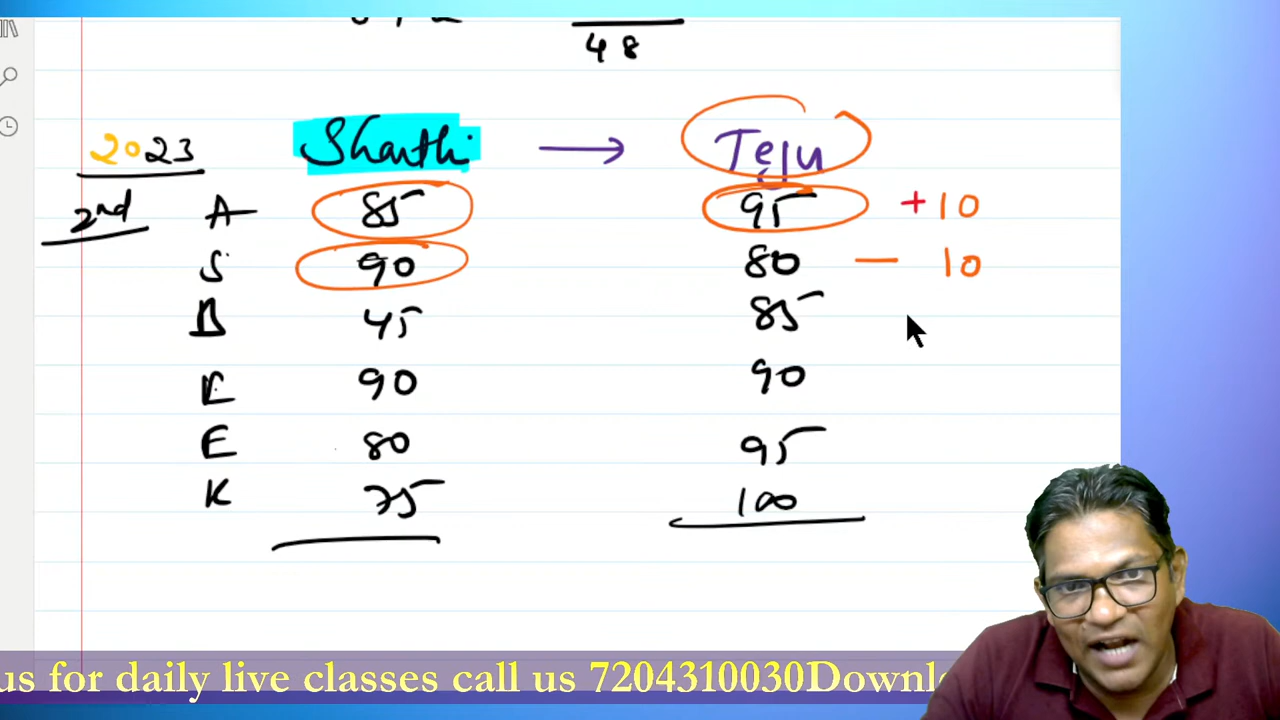 48
2023 Shanthi → Teju
2nd A 85 95 +10
S 90 80 - 10
B 45 85
E 90 90
E 80 95
K 75 100
us for daily live classes call us 7204310030Downl